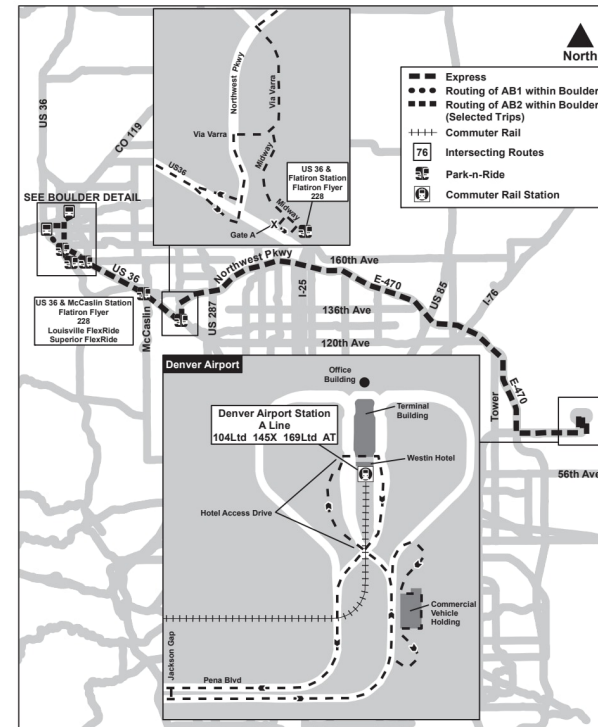 North
Express
Routing of AB1 within Boulder
Routing of AB2 within Boulder
(Selected Trips)
Commuter Rail
76
Intersecting Routes
Park-n-Ride
Commuter Rail Station
US 36
CO 119
SEE BOULDER DETAIL
Northwest Pkwy
Via Varra
Via Varra
Midway
US36
Midway
Gate A
X
US 36 &
Flatiron Station
Flatiron Flyer
228
US 36
Northwest Pkwy
160th Ave
E-470
US 85
I-76
I-25
US 287
136th Ave
120th Ave
McCaslin
US 36 & McCaslin Station
Flatiron Flyer
228
Louisville FlexRide
Superior FlexRide
Tower
E-470
56th Ave
Denver Airport
Office
Building
Terminal
Building
Denver Airport Station
A Line
104Ltd 145X 169Ltd AT
Westin Hotel
Hotel Access Drive
Commercial
Vehicle
Holding
Jackson Gap
Pena Blvd